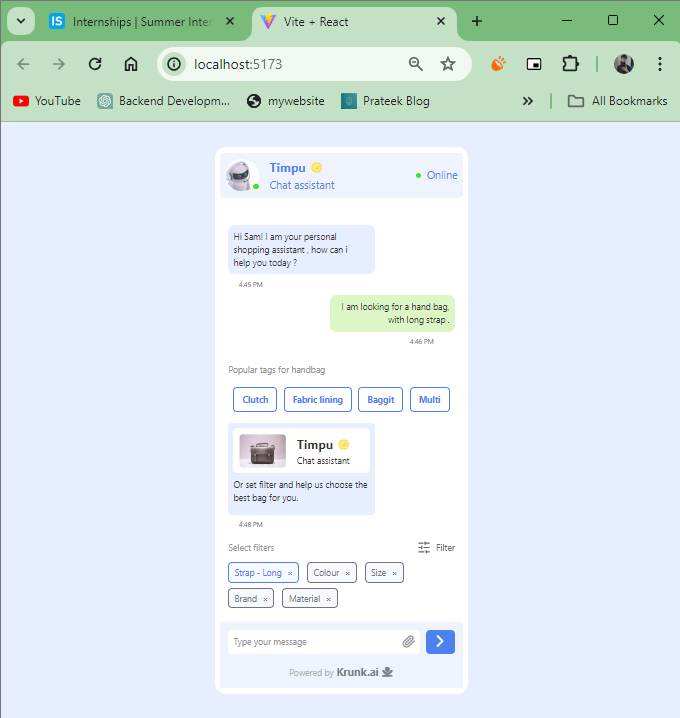 Internships | Summer Inter
Vite + React
localhost:5173
YouTube
Backend Developm...
mywebsite
Prateek Blog
All Bookmarks
Timpu
Chat assistant
Online
Hi Sam! I am your personal
shopping assistant , how can i
help you today ?
4:45 PM
I am looking for a hand bag,
with long strap .
4:46 PM
Popular tags for handbag
Clutch
Fabric lining
Baggit
Multi
Timpu
Chat assistant
Or set filter and help us choose the
best bag for you.
4:48 PM
Select filters
Filter
Strap - Long ×
Colour ×
Size ×
Brand ×
Material ×
Type your message
Powered by Krunk.ai